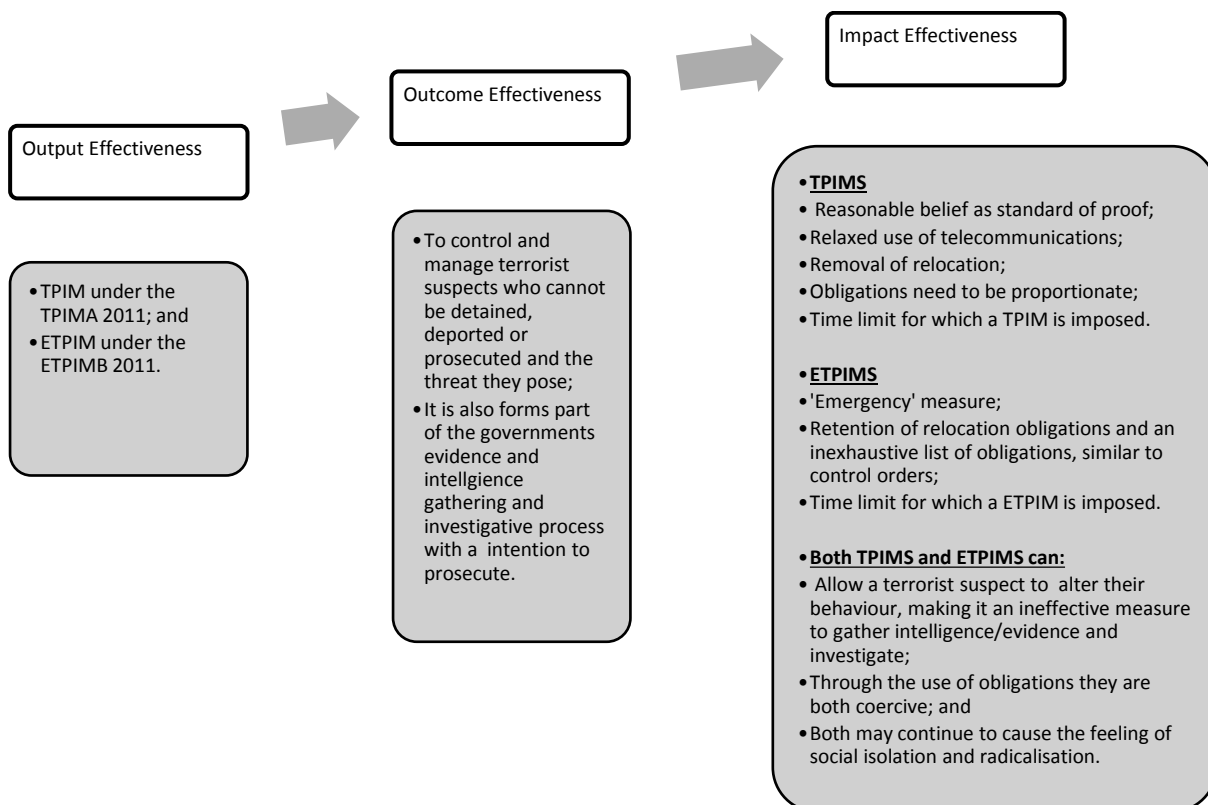 Output Effectiveness
• TPIM under the
TPIMA 2011; and
• ETPIM under the
ETPIMB 2011.
Outcome Effectiveness
• To control and
manage terrorist
suspects who cannot
be detained,
deported or
prosecuted and the
threat they pose;
• It is also forms part
of the governments
evidence and
intellgience
gathering and
investigative process
with a intention to
prosecute.
Impact Effectiveness
• TPIMS
• Reasonable belief as standard of proof;
• Relaxed use of telecommunications;
• Removal of relocation;
• Obligations need to be proportionate;
• Time limit for which a TPIM is imposed.
• ETPIMS
• 'Emergency' measure;
• Retention of relocation obligations and an
inexhaustive list of obligations, similar to
control orders;
• Time limit for which a ETPIM is imposed.
• Both TPIMS and ETPIMS can:
• Allow a terrorist suspect to alter their
behaviour, making it an ineffective measure
to gather intelligence/evidence and
investigate;
• Through the use of obligations they are
both coercive; and
• Both may continue to cause the feeling of
social isolation and radicalisation.